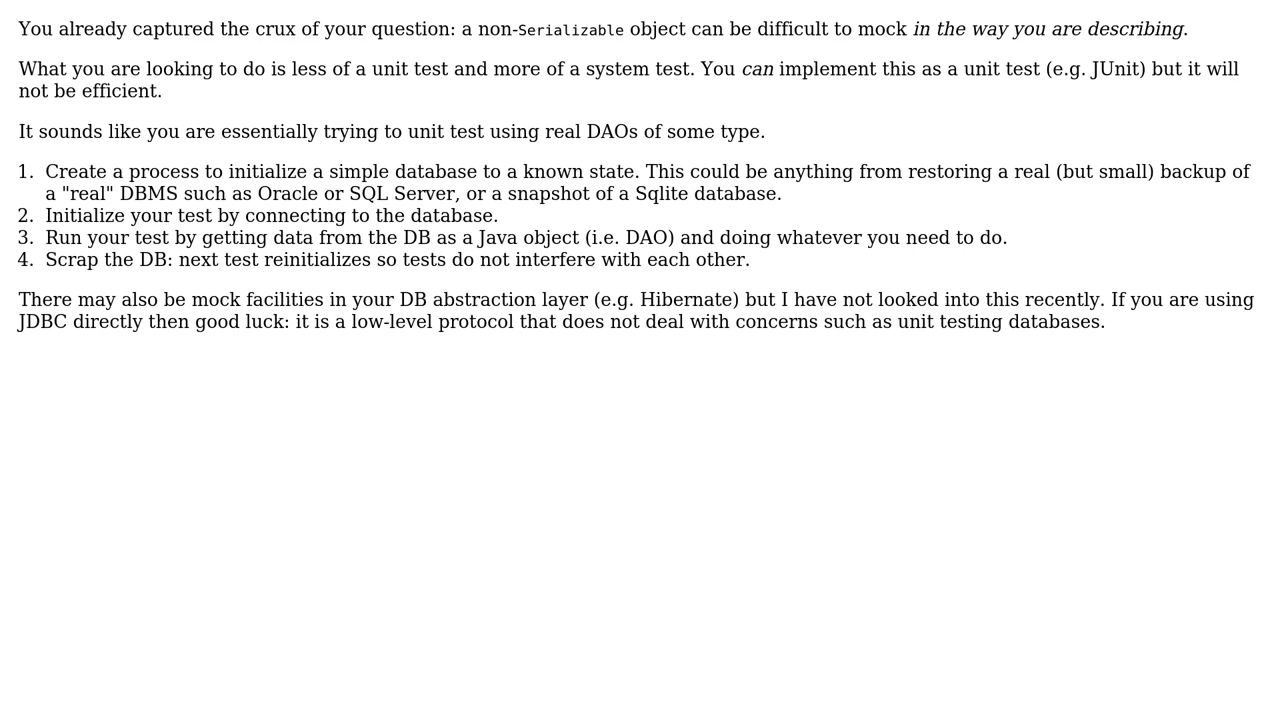 You already captured the crux of your question: a non-Serializable object can be difficult to mock in the way you are describing.
What you are looking to do is less of a unit test and more of a system test. You can implement this as a unit test (e.g. JUnit) but it will
not be efficient.
It sounds like you are essentially trying to unit test using real DAOs of some type.
1. Create a process to initialize a simple database to a known state. This could be anything from restoring a real (but small) backup of
a "real" DBMS such as Oracle or SQL Server, or a snapshot of a Sqlite database.
2. Initialize your test by connecting to the database.
3. Run your test by getting data from the DB as a Java object (i.e. DAO) and doing whatever you need to do.
4. Scrap the DB: next test reinitializes so tests do not interfere with each other.
There may also be mock facilities in your DB abstraction layer (e.g. Hibernate) but I have not looked into this recently. If you are using
JDBC directly then good luck: it is a low-level protocol that does not deal with concerns such as unit testing databases.